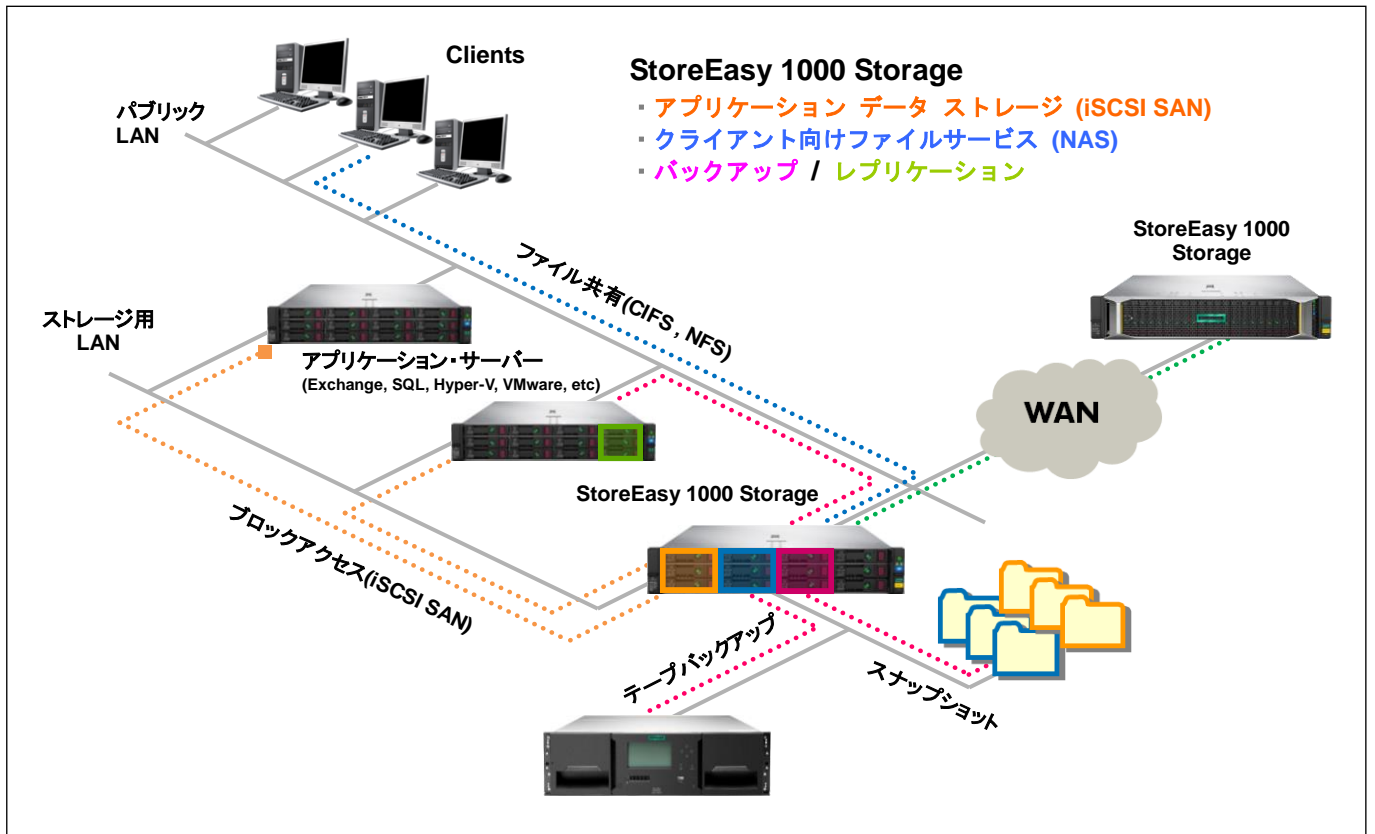 Clients
StoreEasy 1000 Storage
・アプリケーション データ ストレージ (iSCSI SAN)
・クライアント向けファイルサービス (NAS)
・バックアップ / レプリケーション
パブリック
LAN
StoreEasy 1000
Storage
ファイル共有(CIFS , NFS)
ストレージ用
LAN
アプリケーション・サーバー
(Exchange, SQL, Hyper-V, VMware, etc)
WAN
StoreEasy 1000 Storage
ブロックアクセス(iSCSI SAN)
テープバックアップ
スナップショット